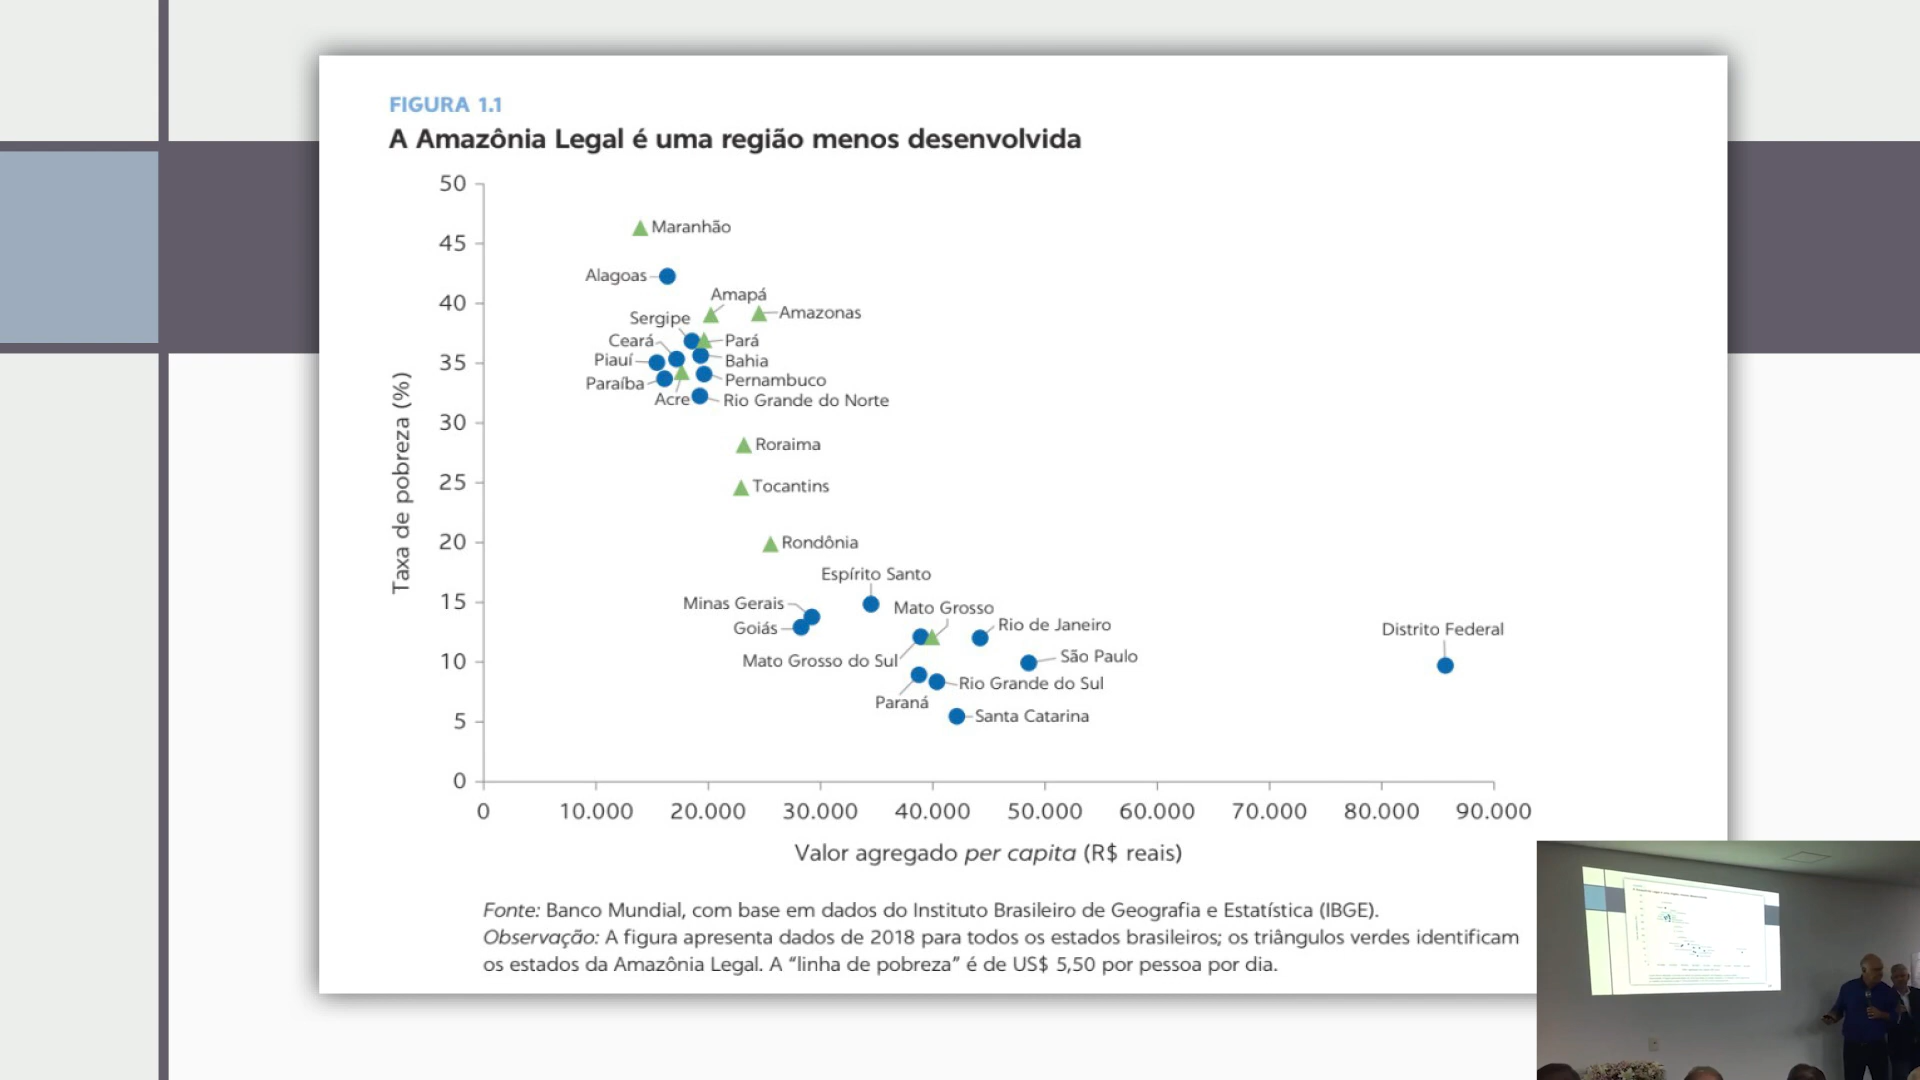 FIGURA 1.1
A Amazônia Legal é uma região menos desenvolvida
50
45
40
35
30
25
20
15
10
5
0
Taxa de pobreza (%)
Maranhão
Alagoas
Amapá
Amazonas
Sergipe
Ceará
Pará
Piauí
Bahia
Paraíba
Pernambuco
Acre
Rio Grande do Norte
Roraima
Tocantins
Rondônia
Espírito Santo
Minas Gerais
Mato Grosso
Goiás
Rio de Janeiro
Distrito Federal
Mato Grosso do Sul
São Paulo
Paraná
Rio Grande do Sul
Santa Catarina
0 10.000 20.000 30.000 40.000 50.000 60.000 70.000 80.000 90.000
Valor agregado per capita (R$ reais)
Fonte: Banco Mundial, com base em dados do Instituto Brasileiro de Geografia e Estatística (IBGE).
Observação: A figura apresenta dados de 2018 para todos os estados brasileiros; os triângulos verdes identificam
os estados da Amazônia Legal. A “linha de pobreza” é de US$ 5,50 por pessoa por dia.